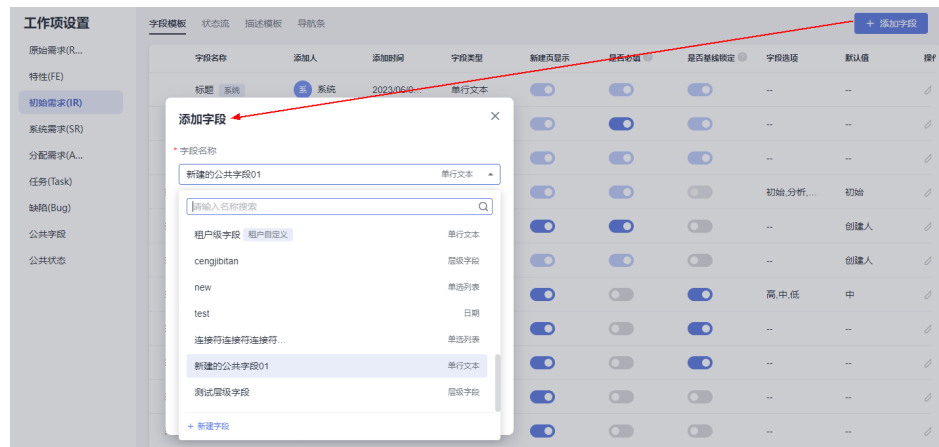 工作项设置
字段模板 状态流 描述模板 导航条
+ 添加字段
原始需求(R...
特性(FE)
初始需求(IR)
系统需求(SR)
分配需求(A...
任务(Task)
缺陷(Bug)
公共字段
公共状态
字段名称 添加人 添加时间 字段类型 新建页显示 是否必填 是否基线锁定 字段选项 默认值
标题 系统 系 系统 2023/06/0... 单行文本 -- --
-- --
-- --
初始,分析,... 初始
-- 创建人
-- 创建人
高,中,低 中
-- --
-- --
-- --
-- --
添加字段
* 字段名称
新建的公共字段01 单行文本
请输入名称搜索
租户级字段 租户自定义 单行文本
cengjibitan 层级字段
new 单选列表
test 日期
连接符连接符连接符... 单选列表
新建的公共字段01 单行文本
测试层级字段 层级字段
+ 新建字段